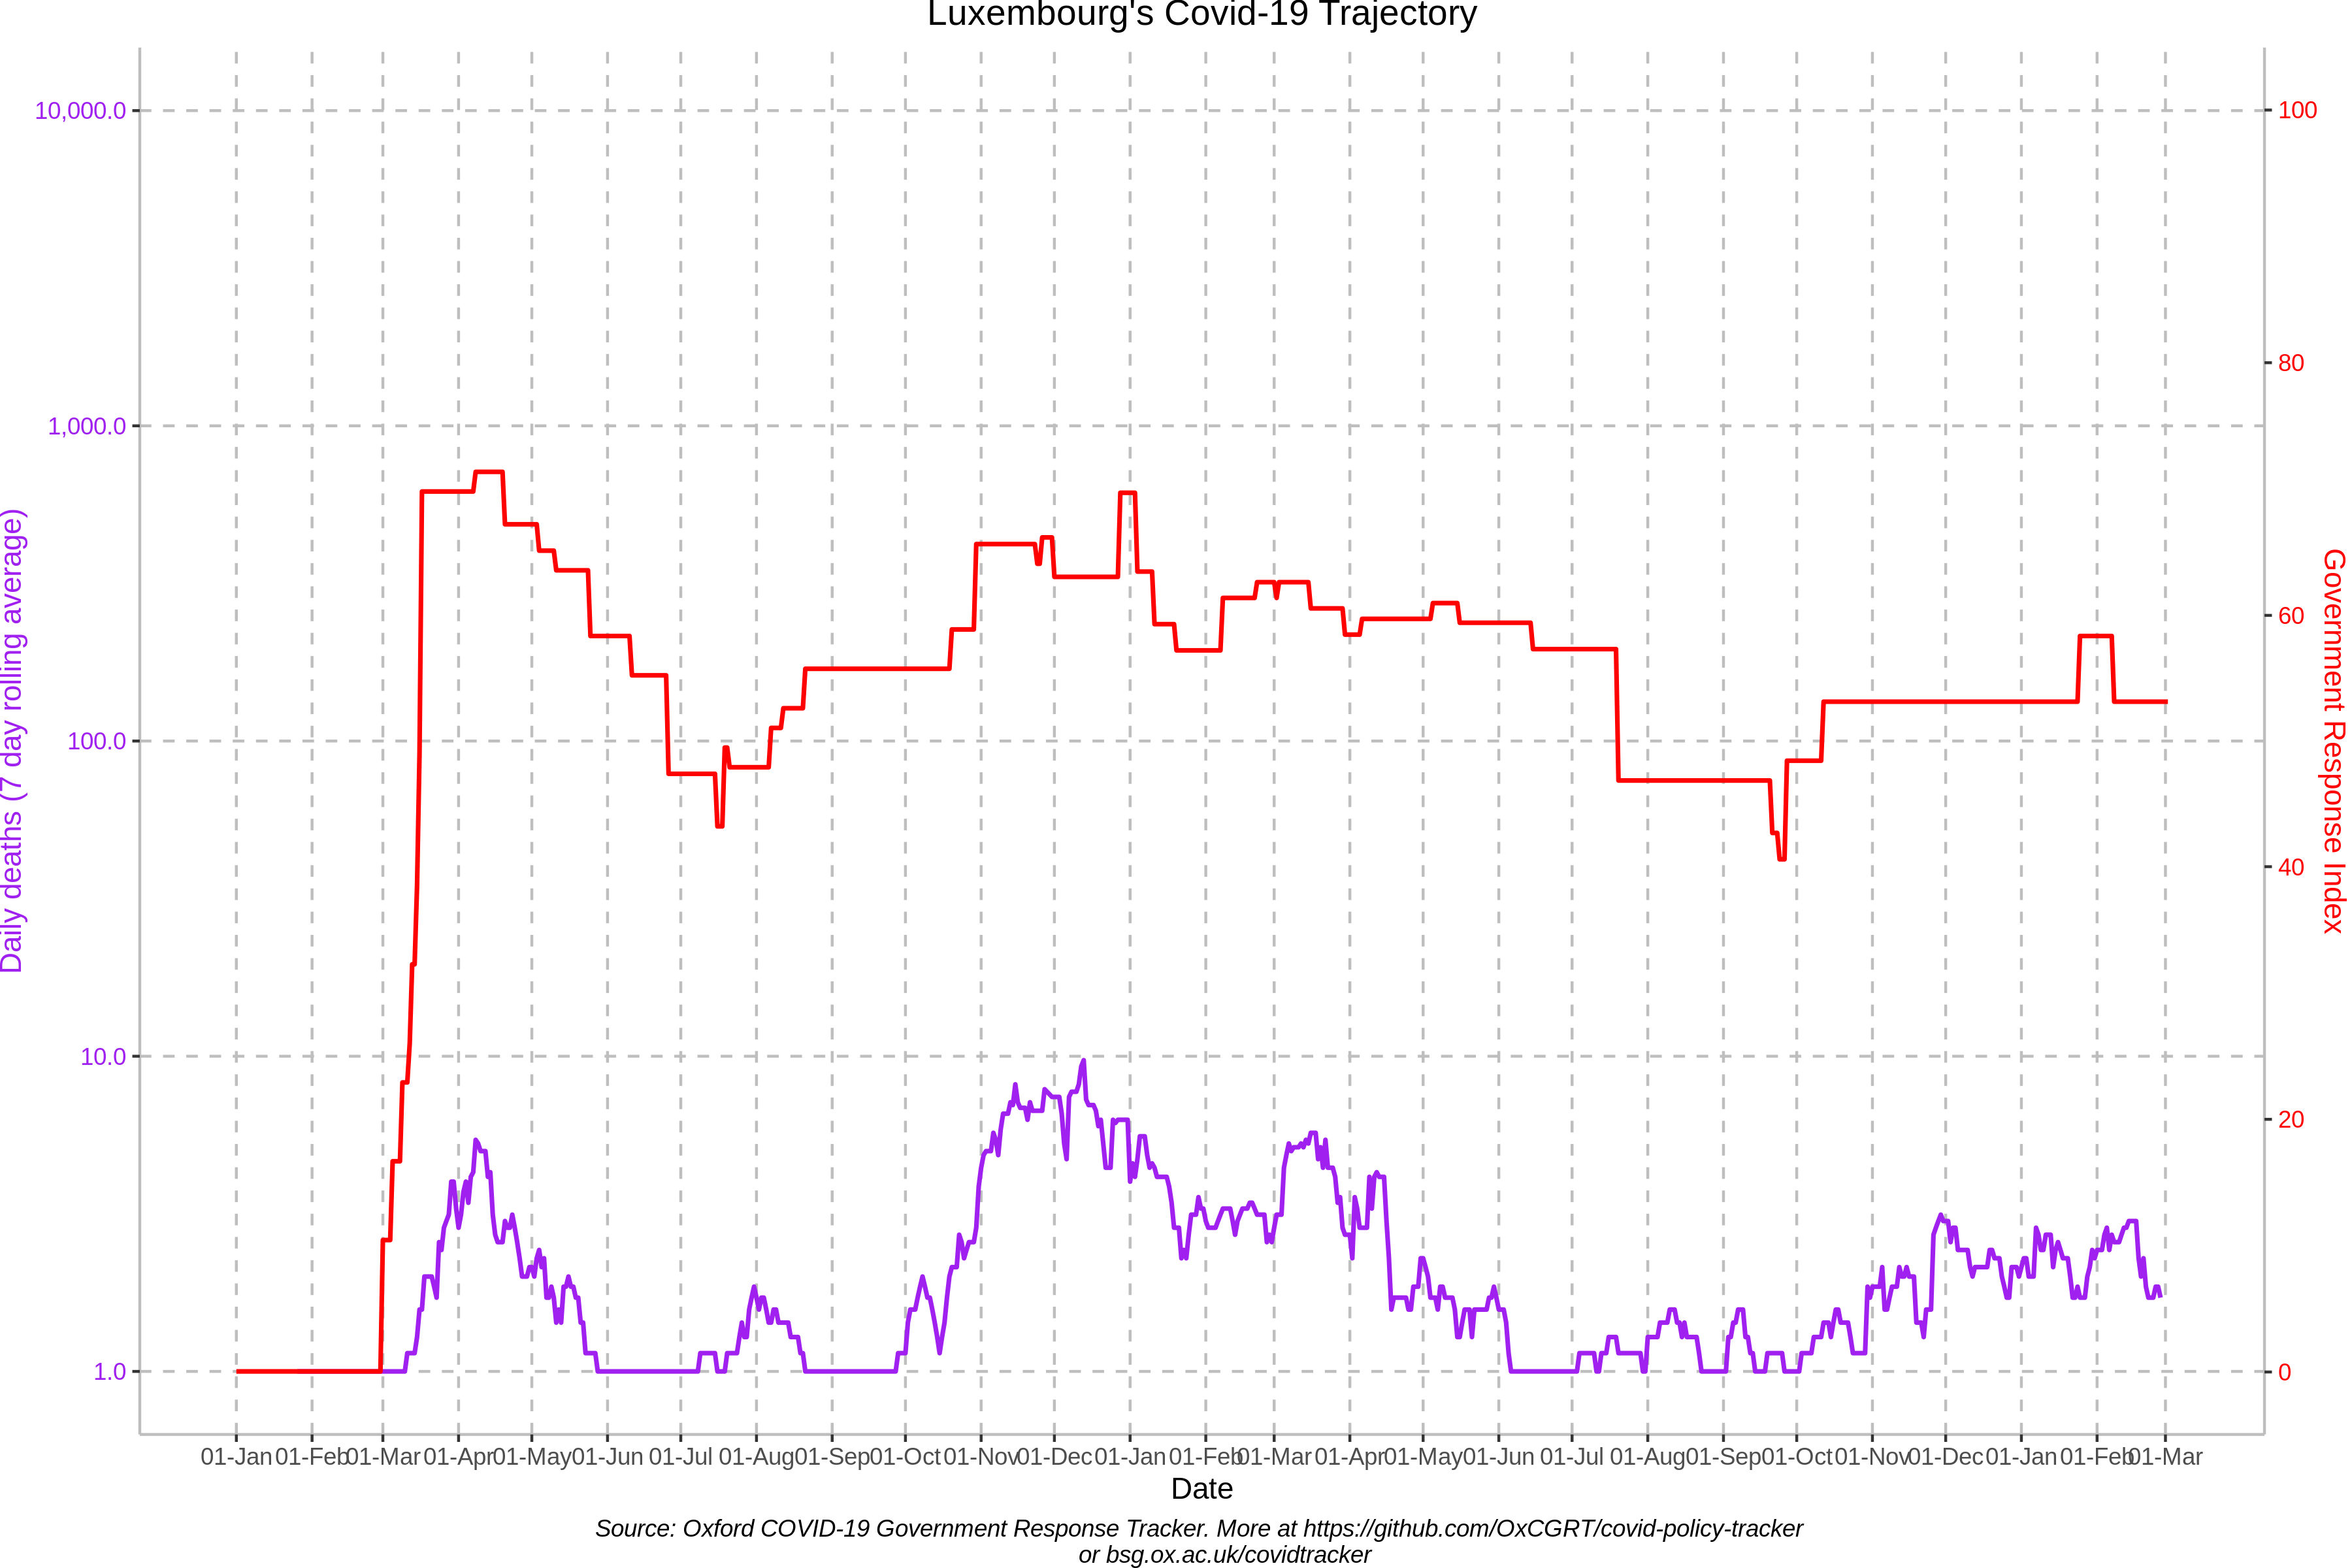 Luxembourg's Covid-19 Trajectory
10,000.0
1,000.0
100.0
10.0
1.0
Daily deaths (7 day rolling average)
100
80
60
40
20
0
Government Response Index
01-Jan 01-Feb 01-Mar 01-Apr 01-May 01-Jun 01-Jul 01-Aug 01-Sep 01-Oct 01-Nov 01-Dec 01-Jan 01-Feb 01-Mar 01-Apr 01-May 01-Jun 01-Jul 01-Aug 01-Sep 01-Oct 01-Nov 01-Dec 01-Jan 01-Feb 01-Mar
Date
Source: Oxford COVID-19 Government Response Tracker. More at https://github.com/OxCGRT/covid-policy-tracker
or bsg.ox.ac.uk/covidtracker